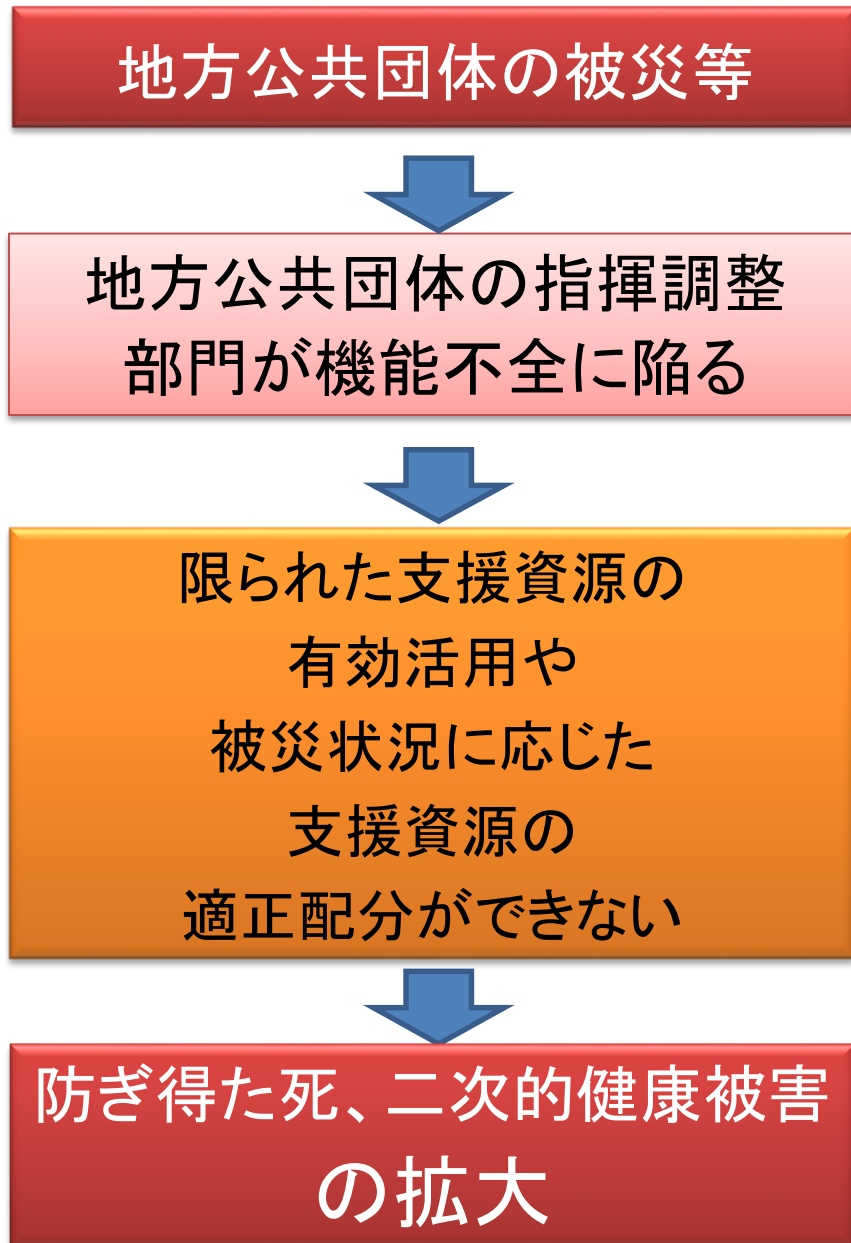 地方公共団体の被災等
地方公共団体の指揮調整
部門が機能不全に陥る
限られた支援資源の
有効活用や
被災状況に応じた
支援資源の
適正配分ができない
防ぎ得た死、二次的健康被害
の拡大